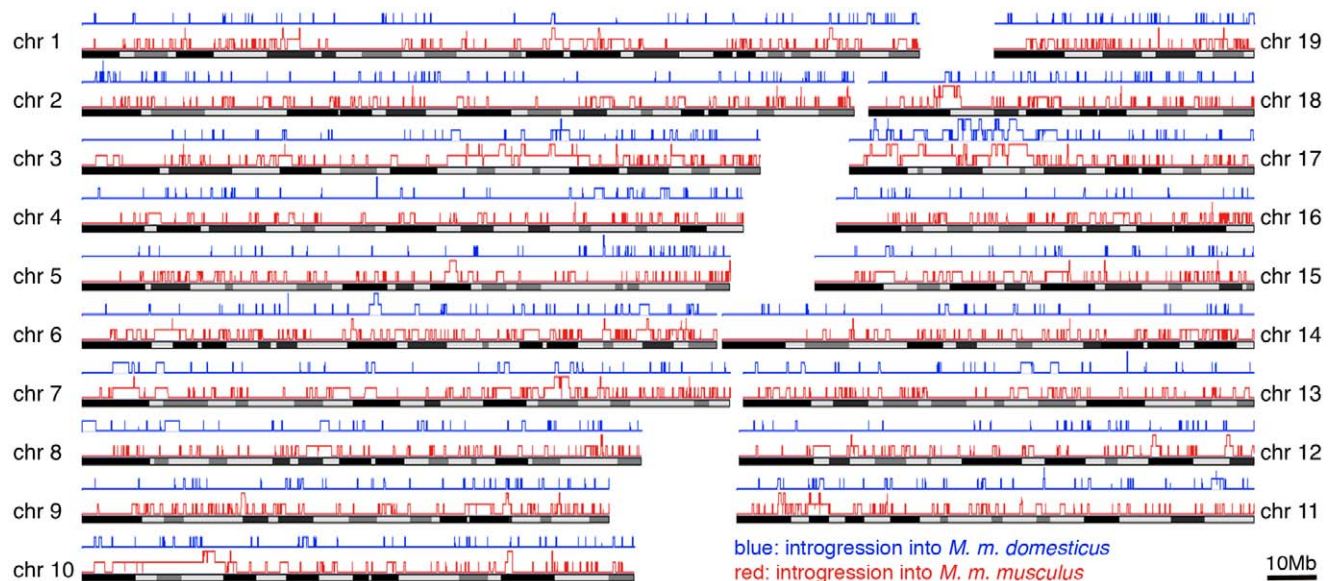 chr 1
chr 19
chr 2
chr 18
chr 3
chr 17
chr 4
chr 16
chr 5
chr 15
chr 6
chr 14
chr 7
chr 13
chr 8
chr 12
chr 9
chr 11
chr 10
blue: introgression into M. m. domesticus
red: introgression into M. m. musculus
10Mb